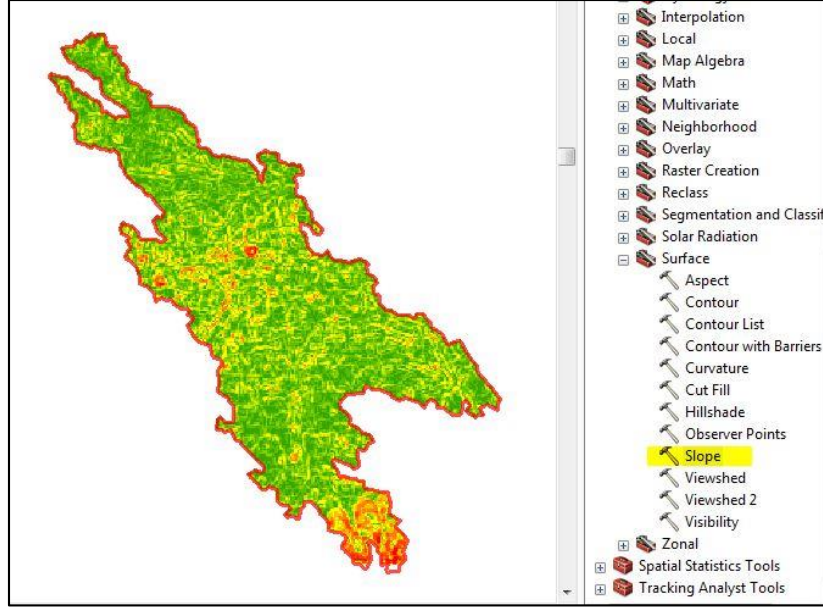 Interpolation
Local
Map Algebra
Math
Multivariate
Neighborhood
Overlay
Raster Creation
Reclass
Segmentation and Classif
Solar Radiation
Surface
Aspect
Contour
Contour List
Contour with Barriers
Curvature
Cut Fill
Hillshade
Observer Points
Slope
Viewshed
Viewshed 2
Visibility
Zonal
Spatial Statistics Tools
Tracking Analyst Tools